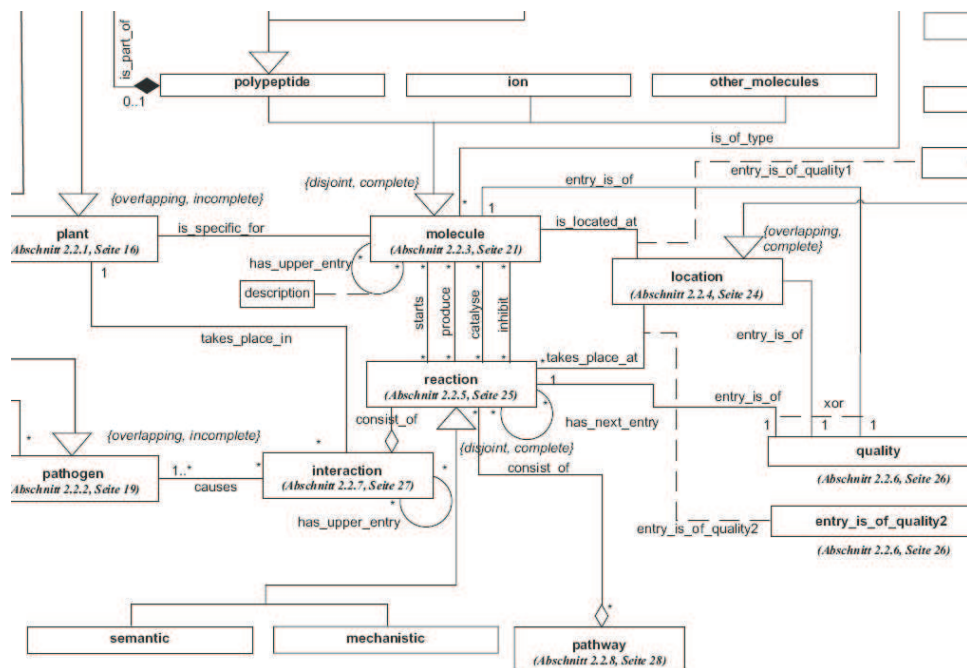 is_part_of
0..1
polypeptide
ion
other_molecules
is_of_type
entry_is_of_quality1
{overlapping, incomplete}
{disjoint, complete}
entry_is_of
*
1
plant
(Abschnitt 2.2.1, Seite 16)
is_specific_for
molecule
(Abschnitt 2.2.3, Seite 21)
is_located_at
{overlapping,
complete}
1
has_upper_entry
*
*
description
location
(Abschnitt 2.2.4, Seite 24)
*
*
*
*
starts
produce
catalyse
inhibit
takes_place_in
entry_is_of
*
*
*
*
*
takes_place_at
reaction
(Abschnitt 2.2.5, Seite 25)
1
entry_is_of
xor
consist_of
*
*
*
*
has_next_entry
1
1
1
{overlapping, incomplete}
*
*
{disjoint, complete}
pathogen
(Abschnitt 2.2.2, Seite 19)
1..*
causes
*
interaction
(Abschnitt 2.2.7, Seite 27)
*
*
has_upper_entry
consist_of
quality
(Abschnitt 2.2.6, Seite 26)
entry_is_of_quality2
entry_is_of_quality2
(Abschnitt 2.2.6, Seite 26)
semantic
mechanistic
*
pathway
(Abschnitt 2.2.8, Seite 28)